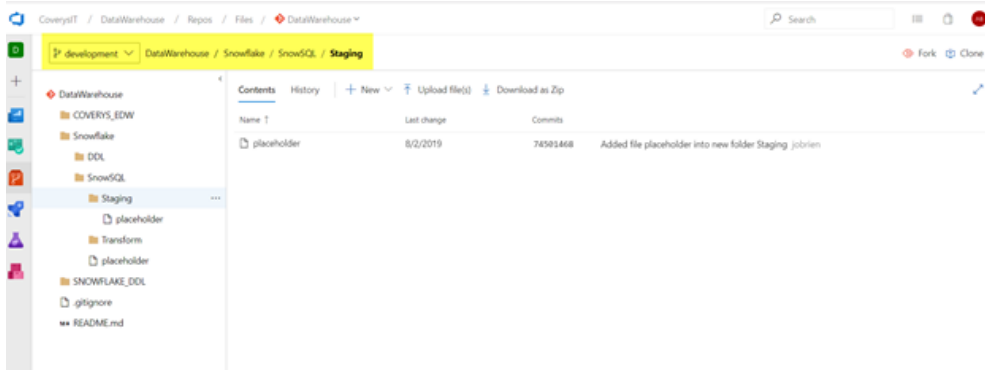 CoverysIT / DataWarehouse / Repos / Files / DataWarehouse
Search
D
development DataWarehouse / Snowflake / SnowSQL / Staging
Fork Clone
DataWarehouse
COVERYS_EDW
Snowflake
DDL
SnowSQL
Staging
placeholder
Transform
placeholder
SNOWFLAKE_DDL
.gitignore
README.md
Contents History + New Upload file(s) Download as Zip
Name ↑ Last change Commits
placeholder 8/2/2019 74501460 Added file placeholder into new folder Staging jobrien